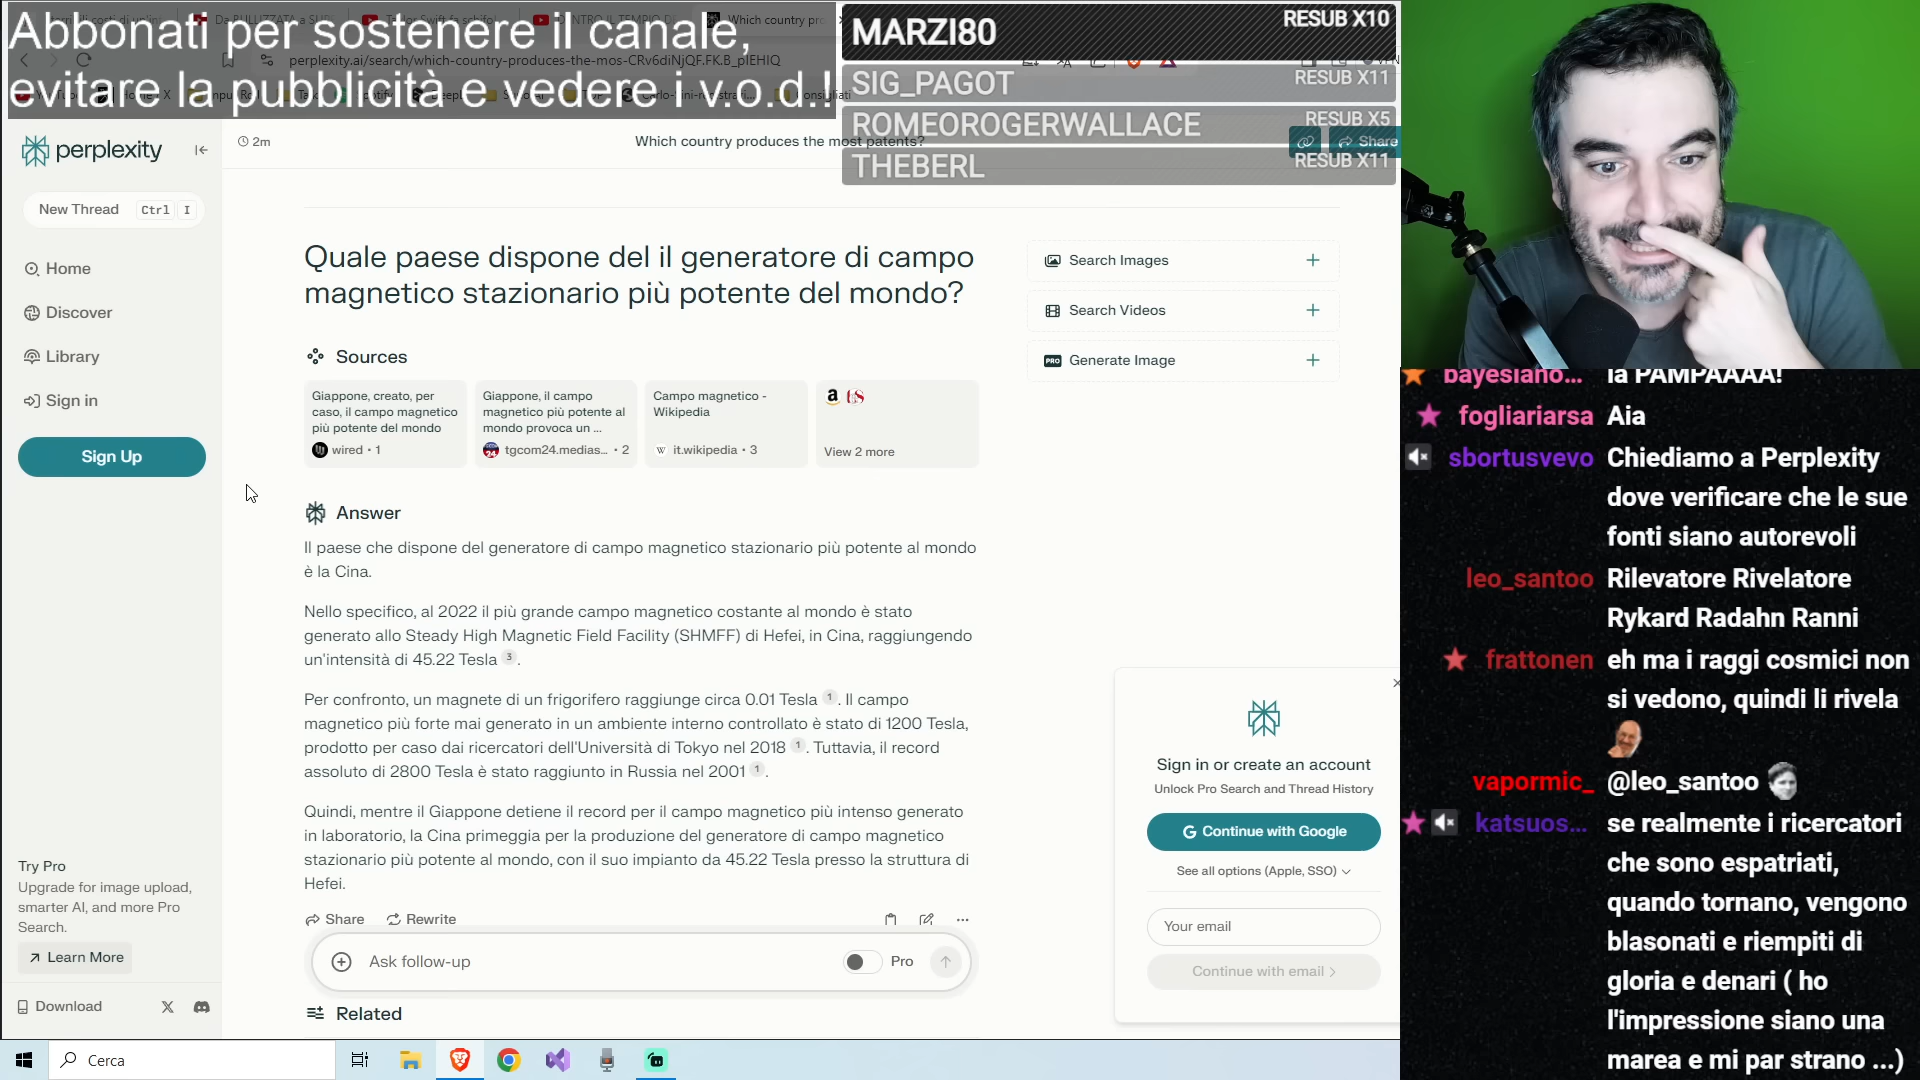 Abbonati per sostenere il canale,
evitare la pubblicità e vedere i v.o.d.!
perplexity.ai/search/which-country-produces-the-mos-CRv6diNjQF.FK.B_pIEHIQ
MARZI80 RESUB X10
SIG_PAGOT RESUB X11
ROMEOROGERWALLACE RESUB X5
THEBERL RESUB X11
perplexity
2m
Which country produces the most patents?
Share
New Thread Ctrl I
Home
Discover
Library
Sign in
Sign Up
Quale paese dispone del il generatore di campo
magnetico stazionario più potente del mondo?
Search Images
Search Videos
PRO Generate Image
Sources
Giappone, creato, per
caso, il campo magnetico
più potente del mondo
wired • 1
Giappone, il campo
magnetico più potente al
mondo provoca un ...
tgcom24.medias... • 2
Campo magnetico -
Wikipedia
it.wikipedia • 3
View 2 more
Answer
Il paese che dispone del generatore di campo magnetico stazionario più potente al mondo
è la Cina.
Nello specifico, al 2022 il più grande campo magnetico costante al mondo è stato
generato allo Steady High Magnetic Field Facility (SHMFF) di Hefei, in Cina, raggiungendo
un'intensità di 45.22 Tesla 3.
Per confronto, un magnete di un frigorifero raggiunge circa 0.01 Tesla 1. Il campo
magnetico più forte mai generato in un ambiente interno controllato è stato di 1200 Tesla,
prodotto per caso dai ricercatori dell'Università di Tokyo nel 2018 1. Tuttavia, il record
assoluto di 2800 Tesla è stato raggiunto in Russia nel 2001 1.
Quindi, mentre il Giappone detiene il record per il campo magnetico più intenso generato
in laboratorio, la Cina primeggia per la produzione del generatore di campo magnetico
stazionario più potente al mondo, con il suo impianto da 45.22 Tesla presso la struttura di
Hefei.
Share Rewrite
Ask follow-up Pro
Related
Try Pro
Upgrade for image upload,
smarter AI, and more Pro
Search.
Learn More
Download
Sign in or create an account
Unlock Pro Search and Thread History
Continue with Google
See all options (Apple, SSO)
Your email
Continue with email
Cerca
bayesiano... la PAMPAAAA!
fogliariarsa Aia
sbortusvevo Chiediamo a Perplexity
dove verificare che le sue
fonti siano autorevoli
leo_santoo Rilevatore Rivelatore
Rykard Radahn Ranni
frattonen eh ma i raggi cosmici non
si vedono, quindi li rivela
vapormic_ @leo_santoo
katsuos... se realmente i ricercatori
che sono espatriati,
quando tornano, vengono
blasonati e riempiti di
gloria e denari ( ho
l'impressione siano una
marea e mi par strano ...)